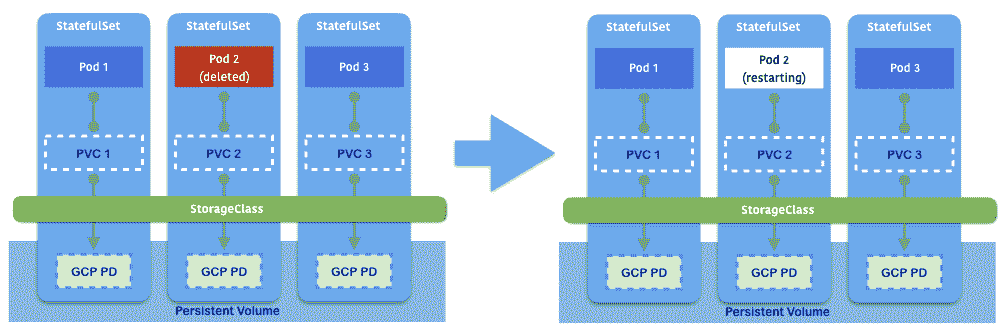 StatefulSet StatefulSet StatefulSet
Pod 1
Pod 2
(deleted)
Pod 3
PVC 1 PVC 2 PVC 3
StorageClass
GCP PD GCP PD GCP PD
Persistent Volume
StatefulSet StatefulSet StatefulSet
Pod 1
Pod 2
(restarting)
Pod 3
PVC 1 PVC 2 PVC 3
StorageClass
GCP PD GCP PD GCP PD
Persistent Volume